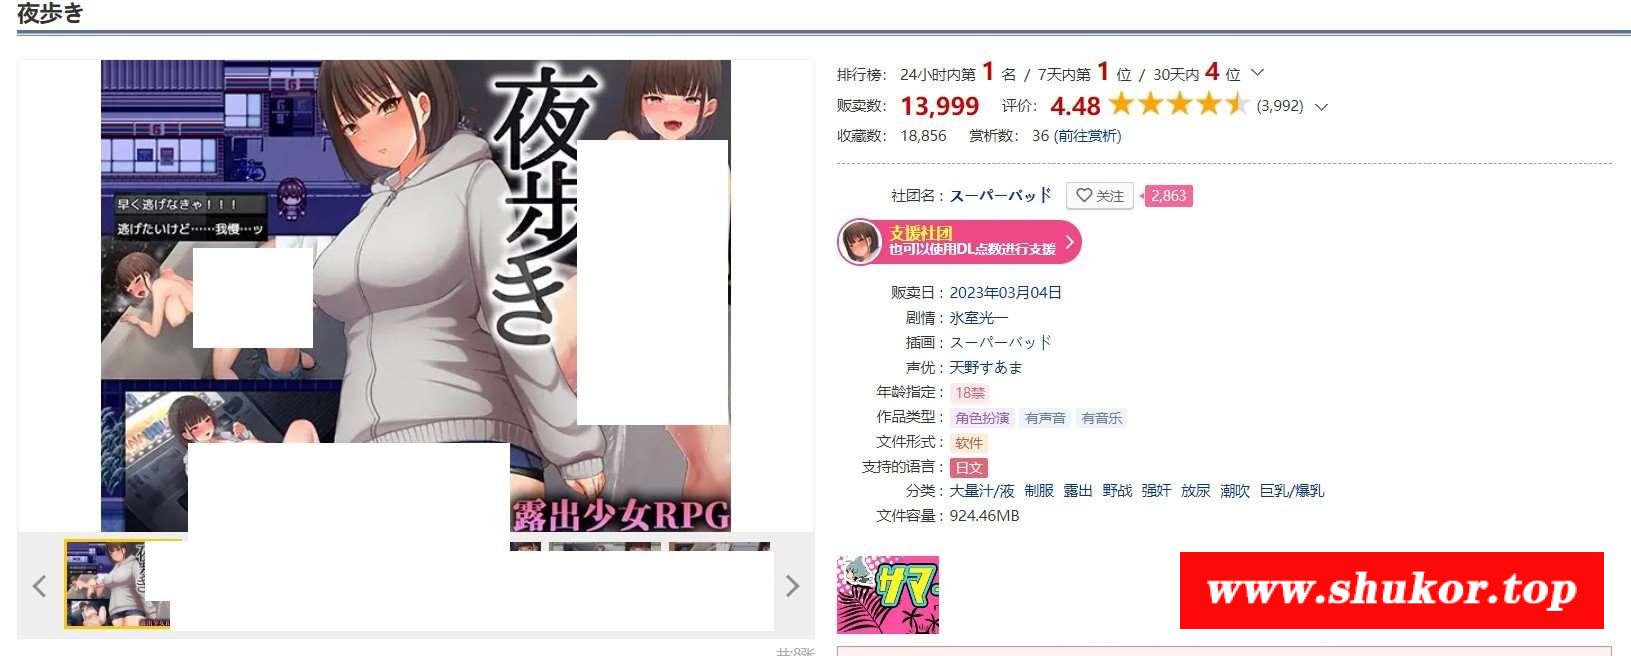 夜歩き
夜歩き
早く逃げなきゃ！！！
逃げたいけど……我慢…ッ
露出少女RPG
排行榜： 24小时内第 1 名 / 7天内第 1 位 / 30天内 4 位
贩卖数： 13,999 评价： 4.48 (3,992)
收藏数： 18,856 赏析数： 36 (前往赏析)
社团名 : スーパーバッド 关注 2,863
支援社团
也可以使用DL点数进行支援
贩卖日 : 2023年03月04日
剧情 : 氷室光一
插画 : スーパーバッド
声优 : 天野すあま
年龄指定 : 18禁
作品类型 : 角色扮演 有声音 有音乐
文件形式 : 软件
支持的语言 : 日文
分类 : 大量汁/液 制服 露出 野战 强奸 放尿 潮吹 巨乳/爆乳
文件容量 : 924.46MB
サマ
www.shukor.top